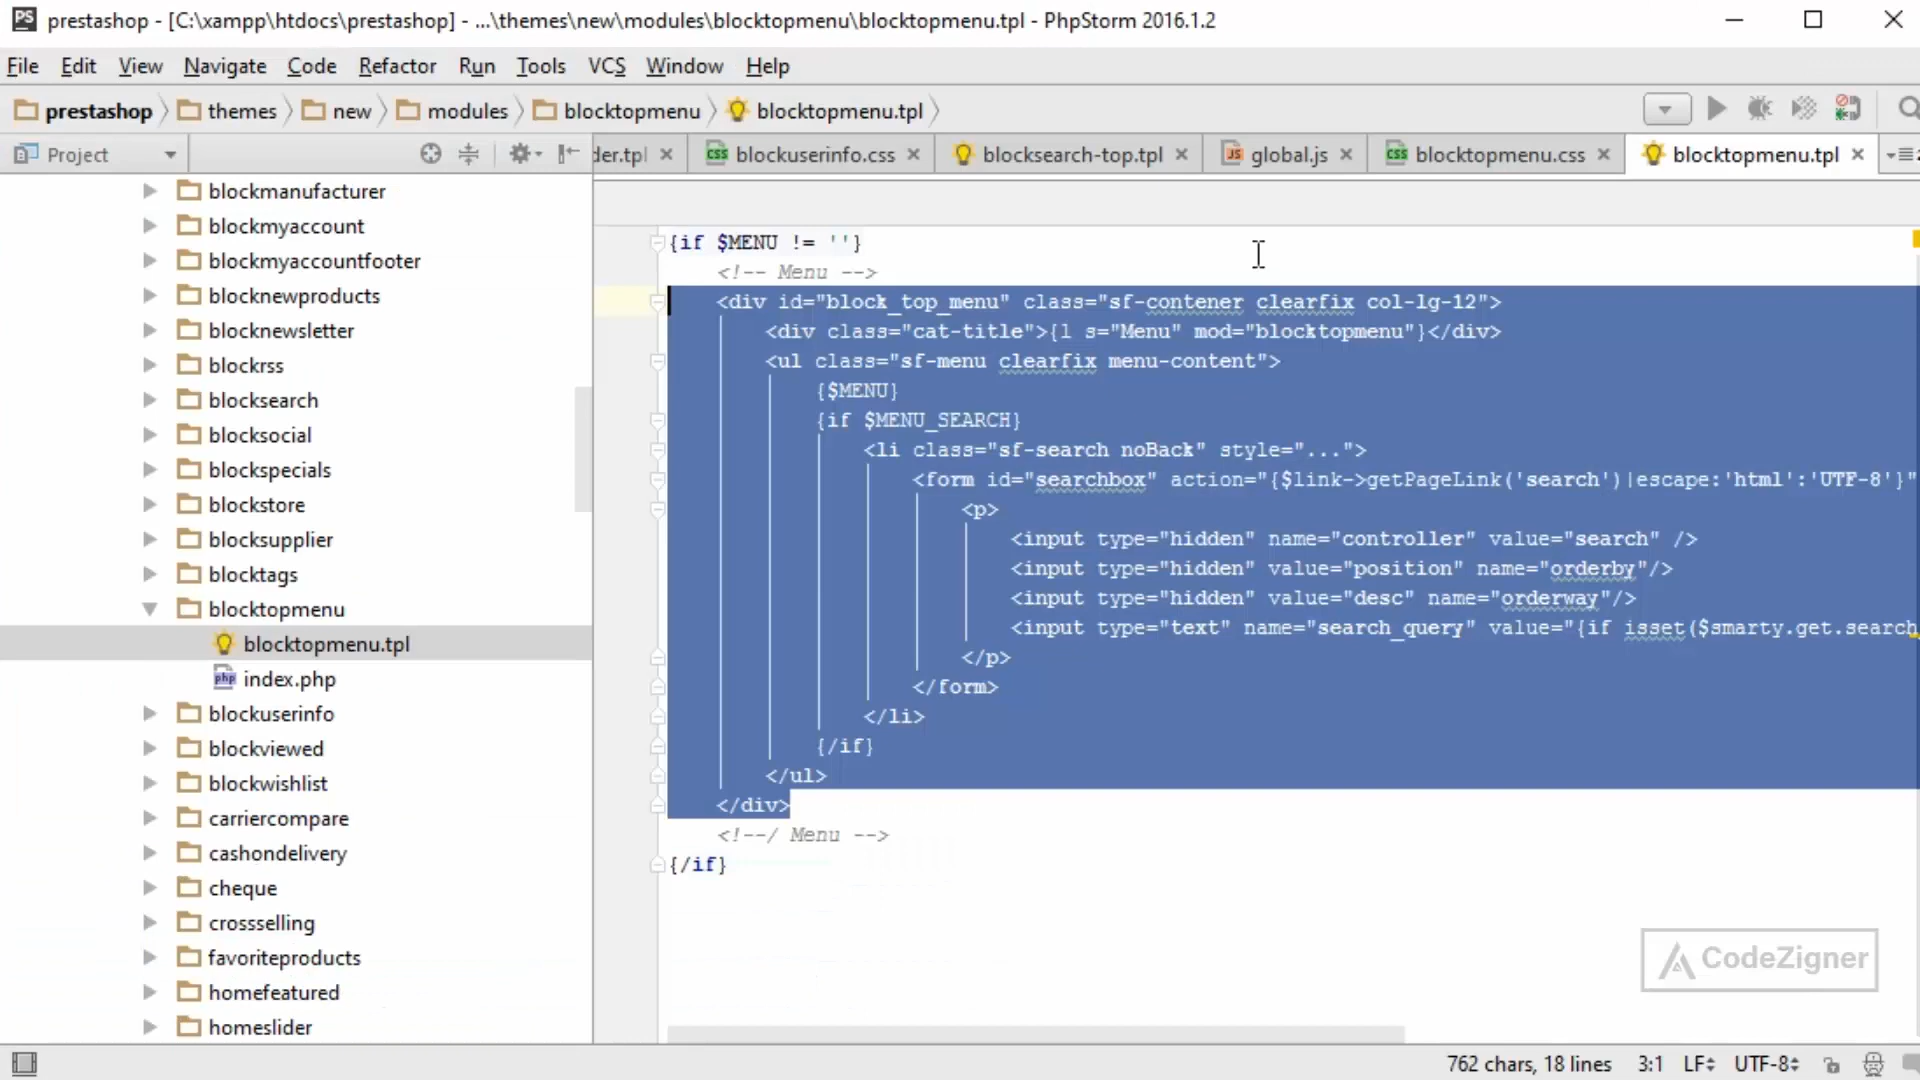 PS prestashop - [C:\xampp\htdocs\prestashop] - ...\themes\new\modules\blocktopmenu\blocktopmenu.tpl - PhpStorm 2016.1.2
File Edit View Navigate Code Refactor Run Tools VCS Window Help
prestashop themes new modules blocktopmenu blocktopmenu.tpl
Project der.tpl blockuserinfo.css blocksearch-top.tpl global.js blocktopmenu.css blocktopmenu.tpl
blockmanufacturer
blockmyaccount
blockmyaccountfooter
blocknewproducts
blocknewsletter
blockrss
blocksearch
blocksocial
blockspecials
blockstore
blocksupplier
blocktags
blocktopmenu
blocktopmenu.tpl
index.php
blockuserinfo
blockviewed
blockwishlist
carriercompare
cashondelivery
cheque
crossselling
favoriteproducts
homefeatured
homeslider
{if $MENU != ''}
<!-- Menu -->
<div id="block_top_menu" class="sf-contener clearfix col-lg-12">
<div class="cat-title">{l s="Menu" mod="blocktopmenu"}</div>
<ul class="sf-menu clearfix menu-content">
{$MENU}
{if $MENU_SEARCH}
<li class="sf-search noBack" style="...">
<form id="searchbox" action="{$link->getPageLink('search')|escape:'html':'UTF-8'}"
<p>
<input type="hidden" name="controller" value="search" />
<input type="hidden" value="position" name="orderby"/>
<input type="hidden" value="desc" name="orderway"/>
<input type="text" name="search_query" value="{if isset($smarty.get.search
</p>
</form>
</li>
{/if}
</ul>
</div>
<!--/ Menu -->
{/if}
CodeZigner
762 chars, 18 lines 3:1 LF UTF-8